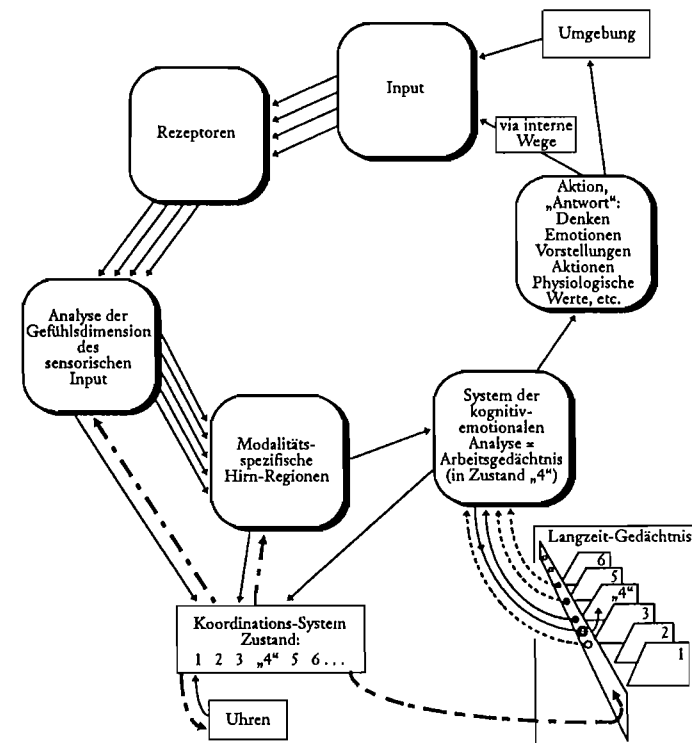 Umgebung
Input
Rezeptoren
via interne
Wege
Aktion,
„Antwort“:
Denken
Emotionen
Vorstellungen
Aktionen
Physiologische
Werte, etc.
Analyse der
Gefühlsdimension
des
sensorischen
Input
System der
kognitiv-
emotionalen
Analyse =
Arbeitsgedächtnis
(in Zustand „4“)
Modalitäts-
spezifische
Hirn-Regionen
Langzeit-Gedächtnis
6
5
„4“
3
2
1
Koordinations-System
Zustand:
1 2 3 „4“ 5 6 . . .
Uhren